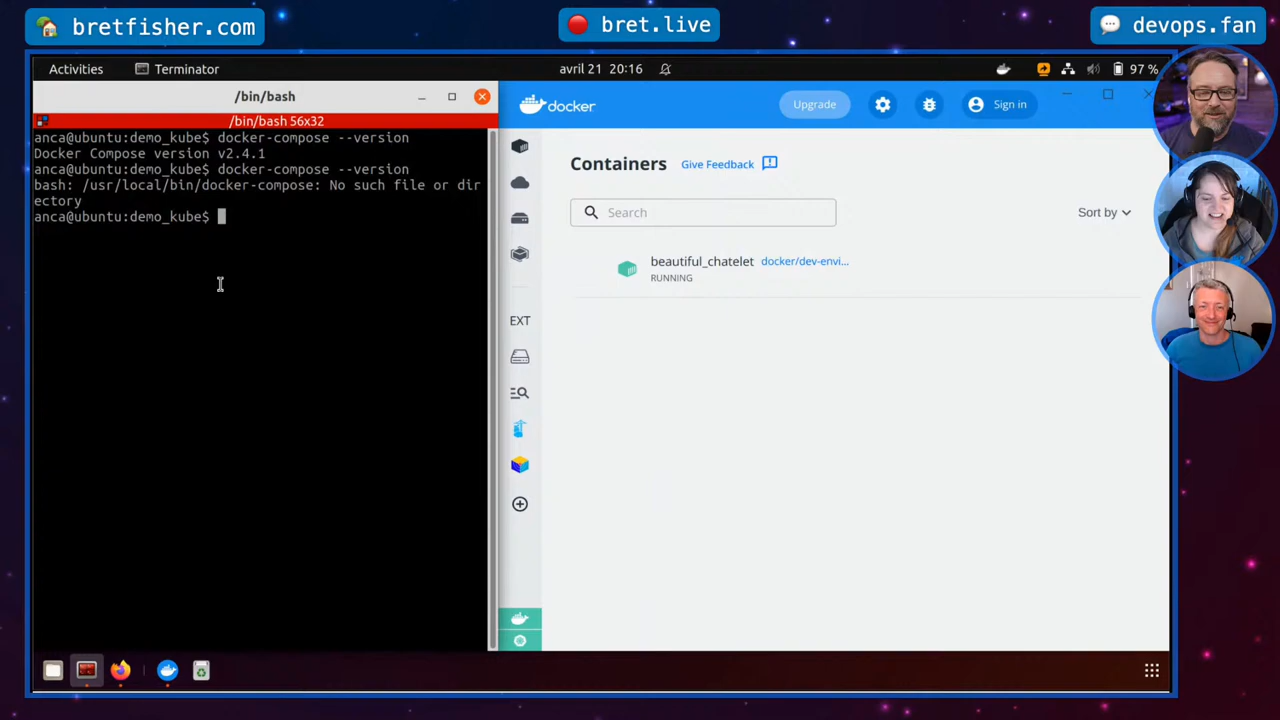 bretfisher.com
bret.live
devops.fan
Activities
Terminator
avril 21 20:16
97 %
/bin/bash
/bin/bash 56x32
anca@ubuntu:demo_kube$ docker-compose --version
Docker Compose version v2.4.1
anca@ubuntu:demo_kube$ docker-compose --version
bash: /usr/local/bin/docker-compose: No such file or dir
ectory
anca@ubuntu:demo_kube$
docker
Upgrade
Sign in
Containers
Give Feedback
Search
Sort by
beautiful_chatelet
docker/dev-envi...
RUNNING
EXT